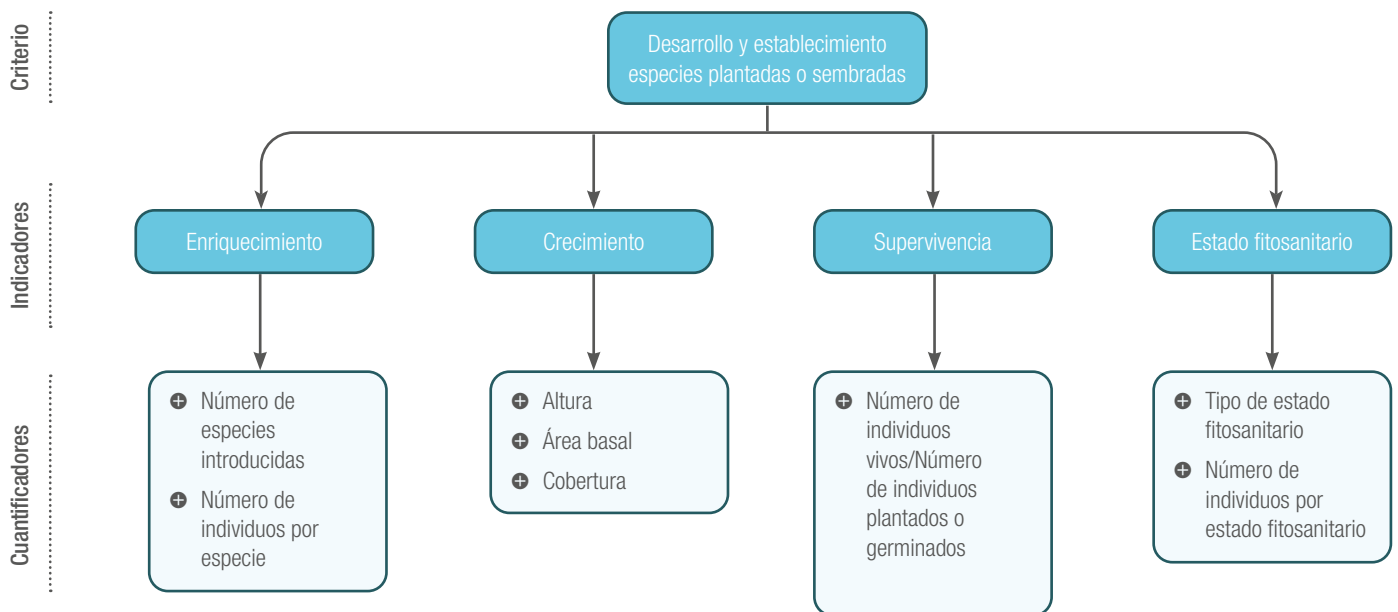 Criterio
Desarrollo y establecimiento
especies plantadas o sembradas
Indicadores
Enriquecimiento
Crecimiento
Supervivencia
Estado fitosanitario
Cuantificadores
Número de
especies
introducidas
Número de
individuos por
especie
Altura
Área basal
Cobertura
Número de
individuos
vivos/Número
de individuos
plantados o
germinados
Tipo de estado
fitosanitario
Número de
individuos por
estado fitosanitario